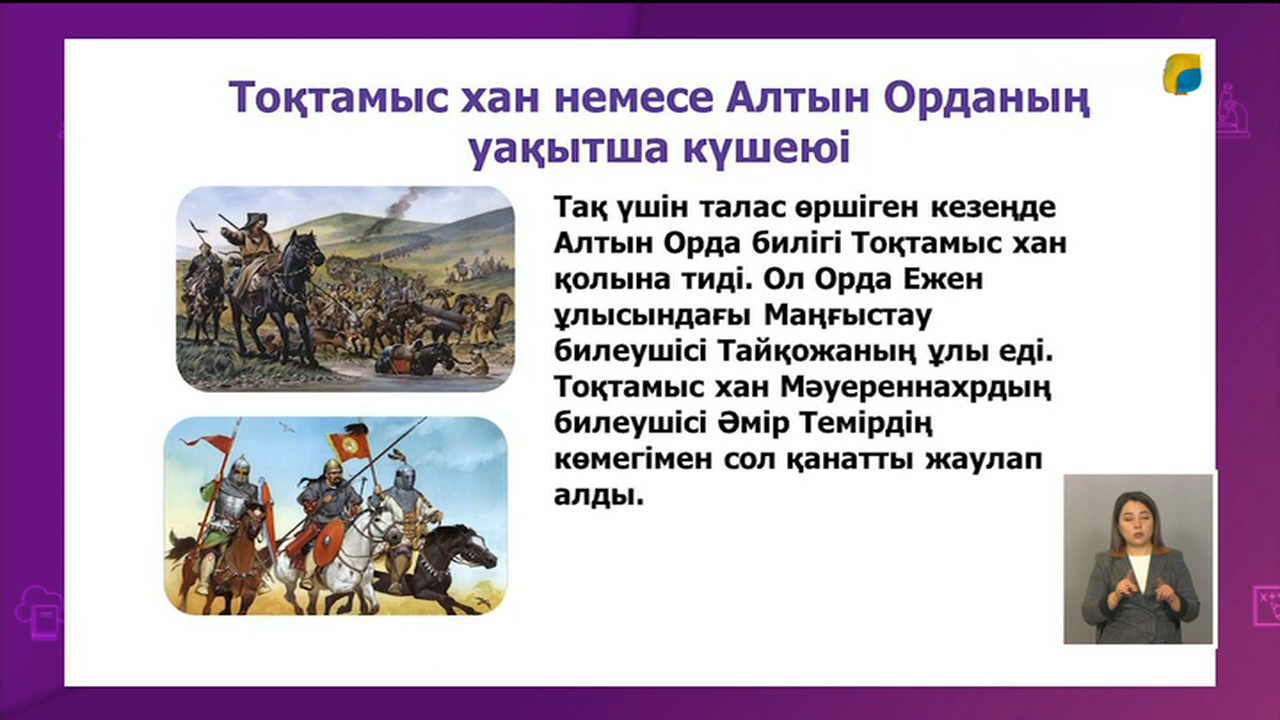 Тоқтамыс хан немесе Алтын Орданың
уақытша күшеюі
Тақ үшін талас өршіген кезеңде
Алтын Орда билігі Тоқтамыс хан
қолына тиді. Ол Орда Ежен
ұлысындағы Маңғыстау
билеушісі Тайқожаның ұлы еді.
Тоқтамыс хан Мәуереннахрдың
билеушісі Әмір Темірдің
көмегімен сол қанатты жаулап
алды.